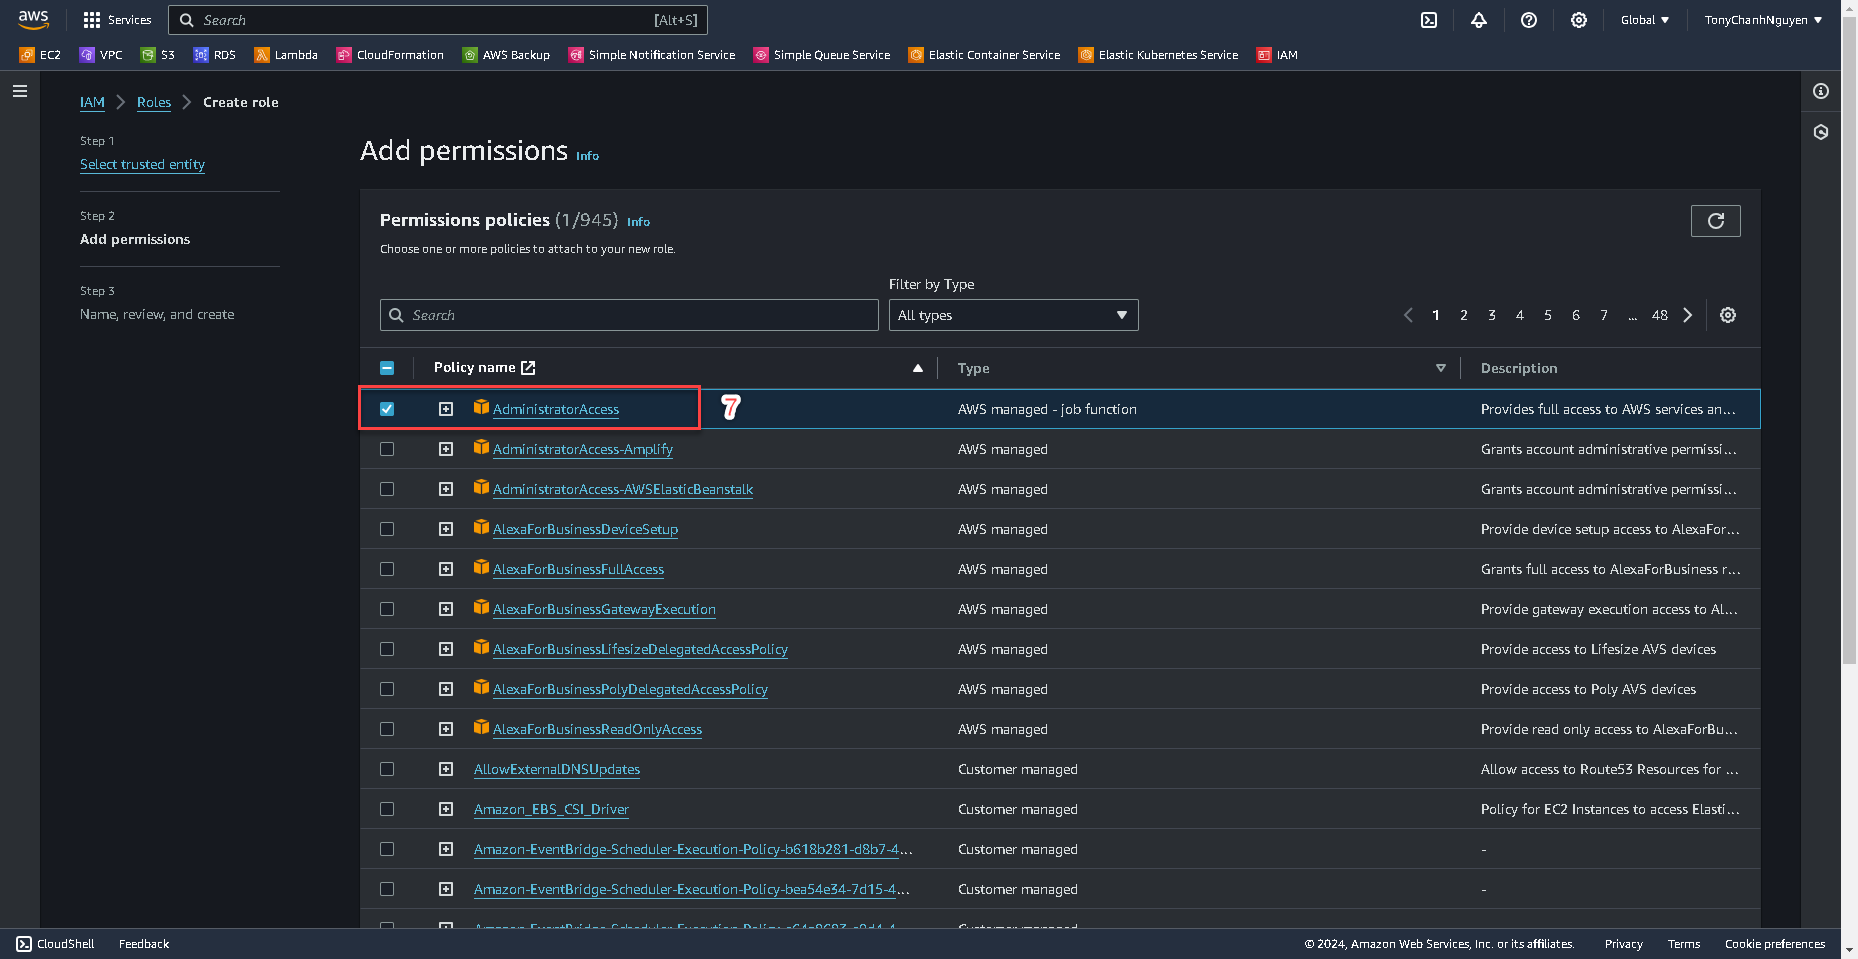 aws
Services
Search
[Alt+S]
Global
TonyChanhNguyen
EC2
VPC
S3
RDS
Lambda
CloudFormation
AWS Backup
Simple Notification Service
Simple Queue Service
Elastic Container Service
Elastic Kubernetes Service
IAM
IAM
Roles
Create role
Step 1
Select trusted entity
Step 2
Add permissions
Step 3
Name, review, and create
Add permissions Info
Permissions policies (1/945) Info
Choose one or more policies to attach to your new role.
Filter by Type
Search
All types
1 2 3 4 5 6 7 ... 48
Policy name Type Description
AdministratorAccess 7 AWS managed - job function Provides full access to AWS services an...
AdministratorAccess-Amplify AWS managed Grants account administrative permissi...
AdministratorAccess-AWSElasticBeanstalk AWS managed Grants account administrative permissi...
AlexaForBusinessDeviceSetup AWS managed Provide device setup access to AlexaFor...
AlexaForBusinessFullAccess AWS managed Grants full access to AlexaForBusiness r...
AlexaForBusinessGatewayExecution AWS managed Provide gateway execution access to Al...
AlexaForBusinessLifesizeDelegatedAccessPolicy AWS managed Provide access to Lifesize AVS devices
AlexaForBusinessPolyDelegatedAccessPolicy AWS managed Provide access to Poly AVS devices
AlexaForBusinessReadOnlyAccess AWS managed Provide read only access to AlexaForBu...
AllowExternalDNSUpdates Customer managed Allow access to Route53 Resources for ...
Amazon_EBS_CSI_Driver Customer managed Policy for EC2 Instances to access Elasti...
Amazon-EventBridge-Scheduler-Execution-Policy-b618b281-d8b7-4... Customer managed -
Amazon-EventBridge-Scheduler-Execution-Policy-bea54e34-7d15-4... Customer managed -
CloudShell
Feedback
© 2024, Amazon Web Services, Inc. or its affiliates.
Privacy
Terms
Cookie preferences